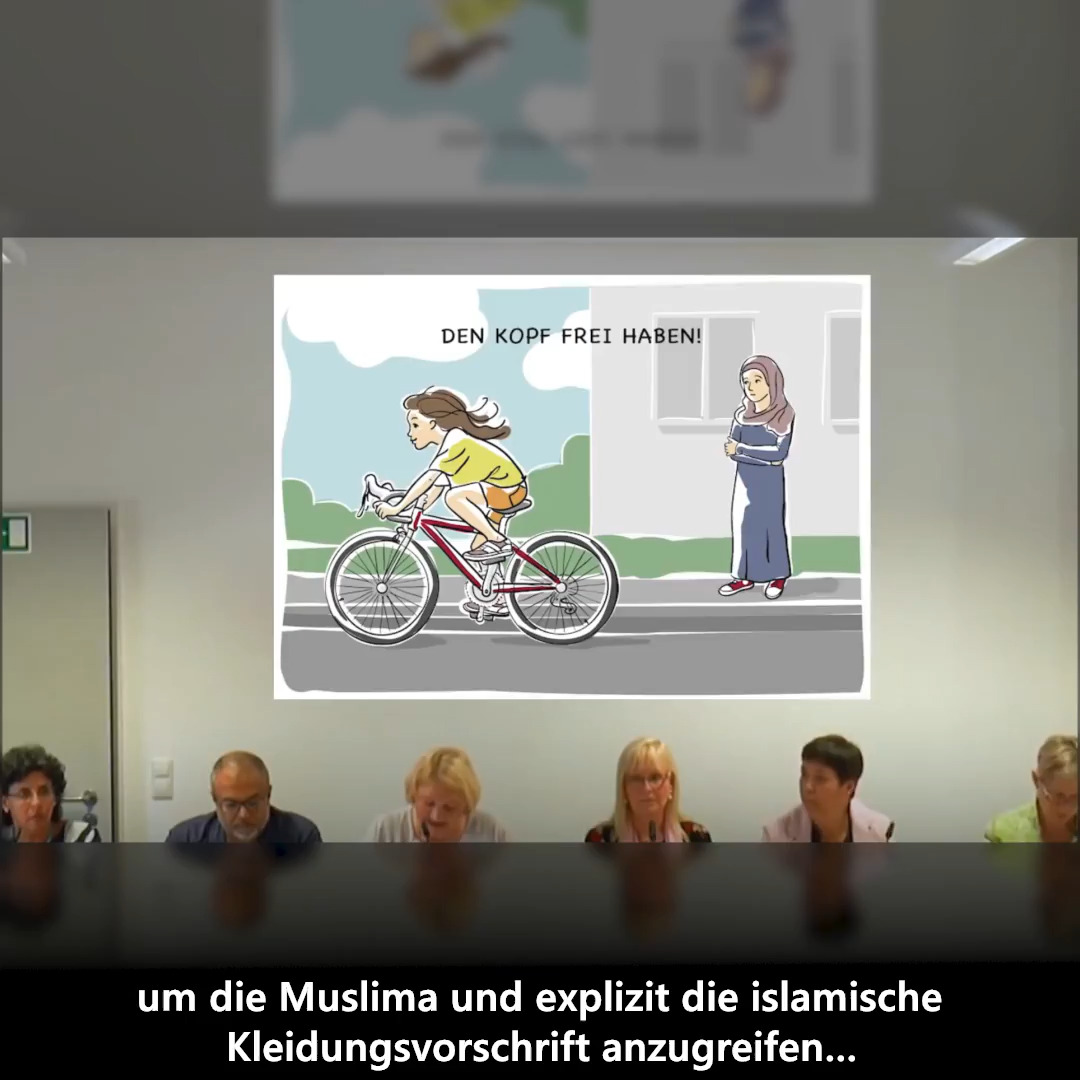 DEN KOPF FREI HABEN!
um die Muslima und explizit die islamische
Kleidungsvorschrift anzugreifen...